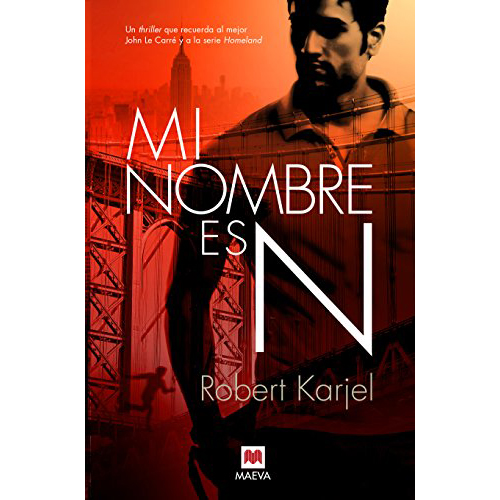 Un thriller que recuerda al mejor
John Le Carré y a la serie Homeland
MI
NOMBRE
ES N
Robert Karjel
MAEVA